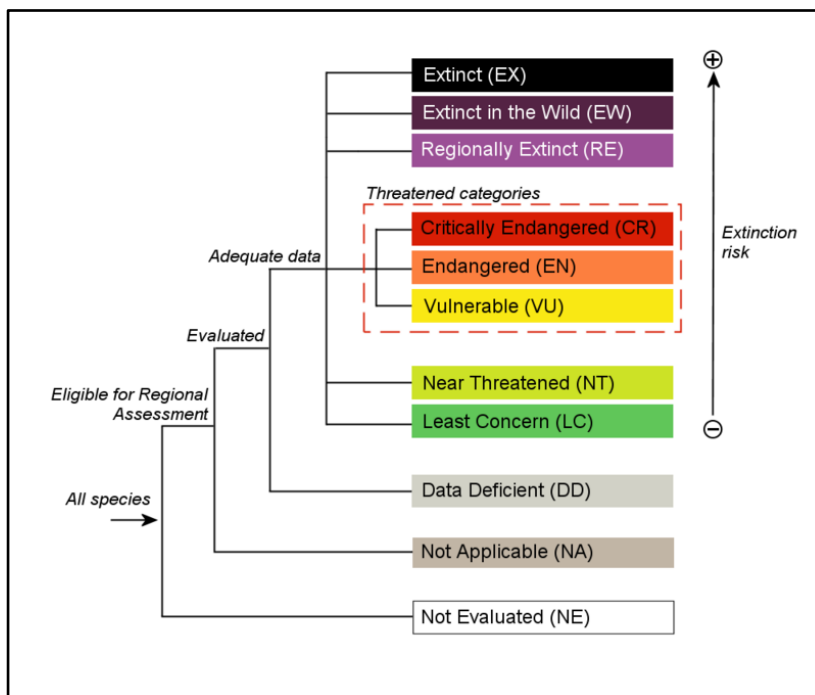 Extinct (EX)
Extinct in the Wild (EW)
Regionally Extinct (RE)
Threatened categories
Critically Endangered (CR)
Extinction
risk
Adequate data
Endangered (EN)
Vulnerable (VU)
Evaluated
Near Threatened (NT)
Eligible for Regional
Assessment
Least Concern (LC)
All species
Data Deficient (DD)
Not Applicable (NA)
Not Evaluated (NE)